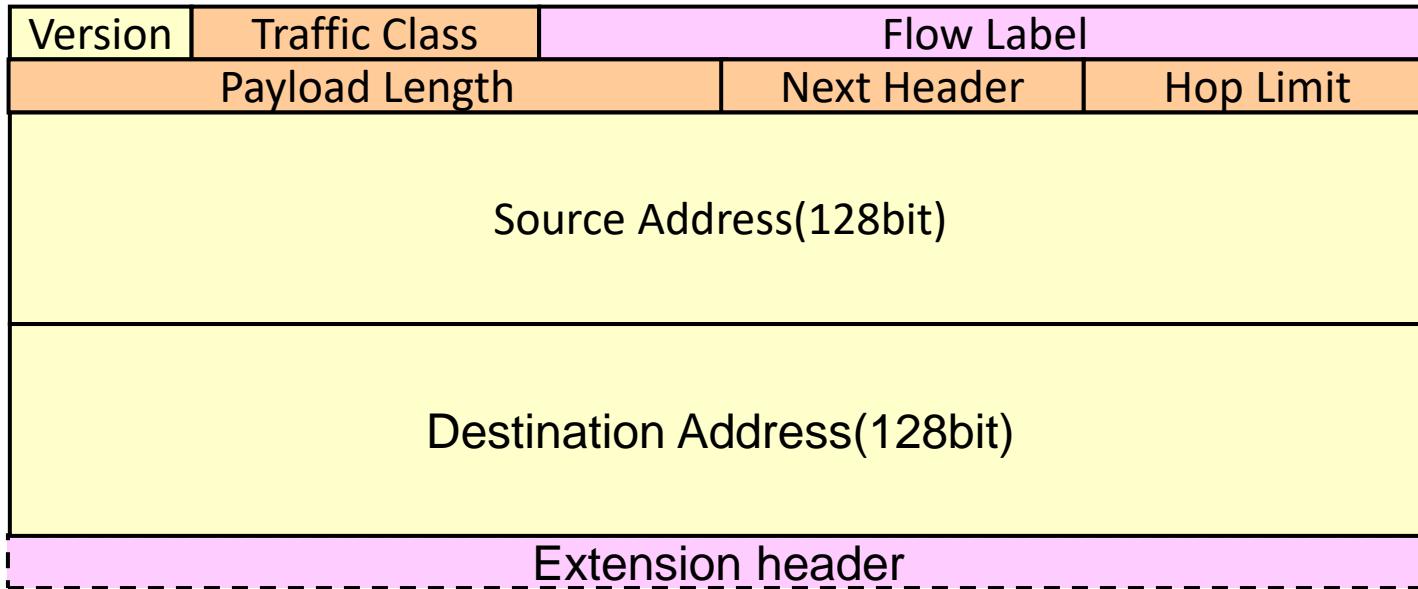 Version Traffic Class Flow Label
Payload Length Next Header Hop Limit
Source Address(128bit)
Destination Address(128bit)
Extension header